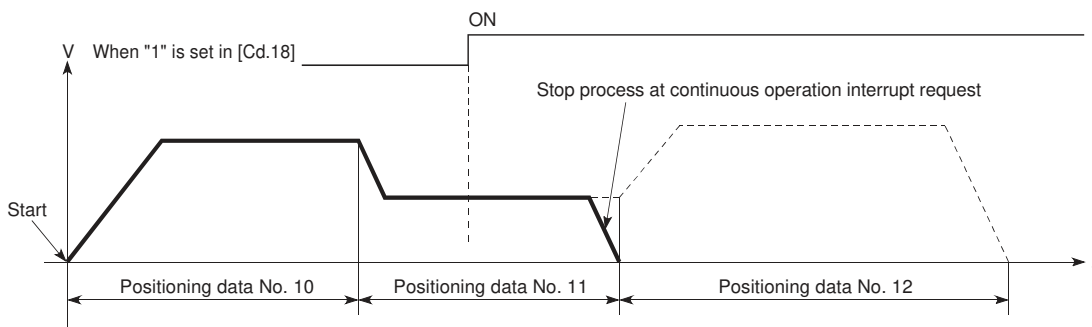 ON
V When "1" is set in [Cd.18]
Stop process at continuous operation interrupt request
Start
Positioning data No. 10 Positioning data No. 11 Positioning data No. 12